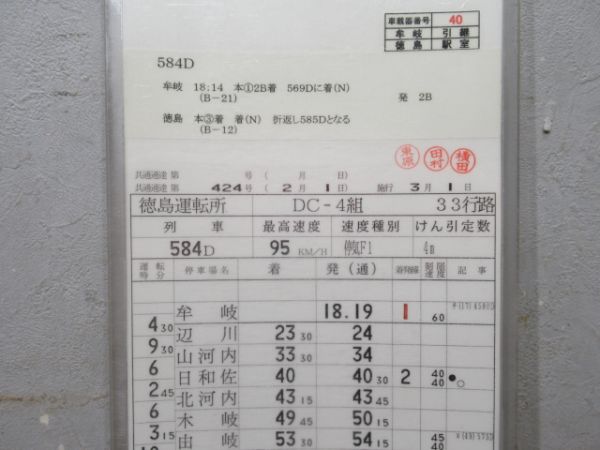 車載器番号 40
牟岐 引継
徳島 駅室
584D
牟岐 18:14 本①2B着 569Dに着(N)
(B-21) 発 2B
徳島 本③着 着(N) 折返し585Dとなる
(B-12)
栗原 田村 横田
共通通達 第 号 ( 月 日)
共通通達 第 424号 ( 2月 1日) 施行 3月 1日
徳島運転所 DC-4組 33行路
列車 最高速度 速度種別 けん引定数
584D 95 KM/H 停気F1
運転時分 停車場名 着 発(通) 着発線 制限速度 記事
牟岐 18.19 1 60
4 30
辺川 23 30 24
9 30
山河内 33 30 34
6
日和佐 40 40 30 2 40 40 ●○
2 45
北河内 43 15 43 45
6
木岐 49 45 50 15
3 15
由岐 53 30 54 15 45 40